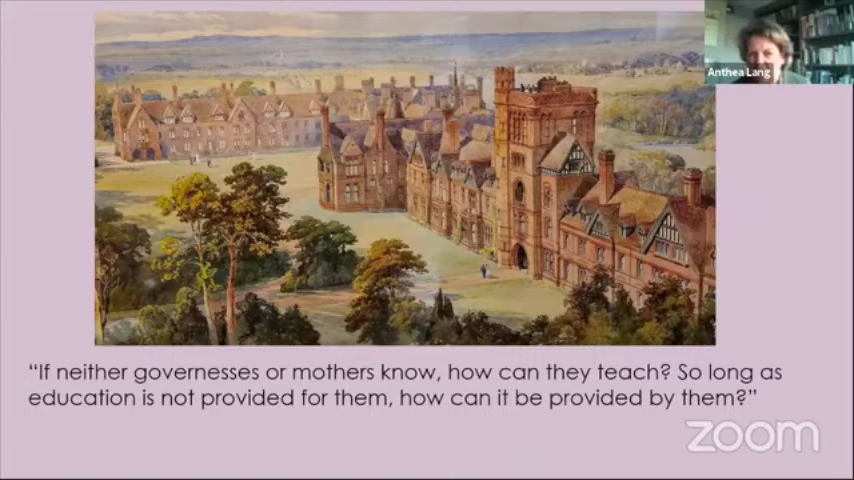 Anthea Lang
“If neither governesses or mothers know, how can they teach? So long as
education is not provided for them, how can it be provided by them?”
zoom